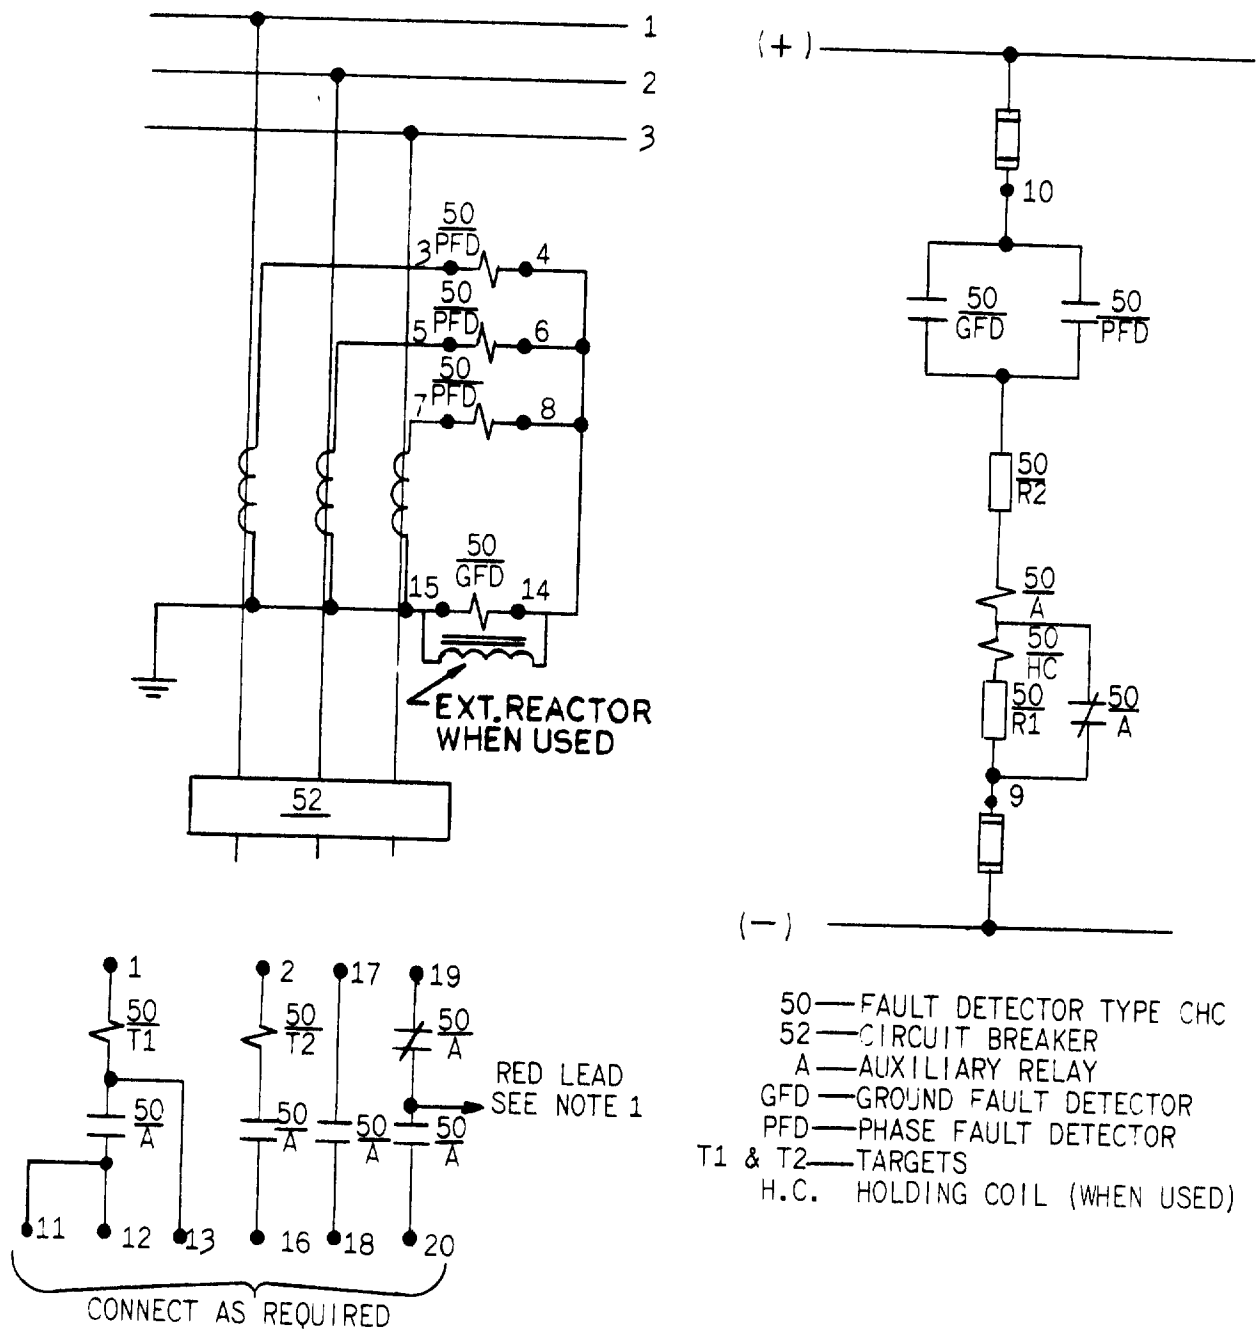 1
2
3
50
PFD
3
4
50
PFD
5
6
50
PFD
7
8
50
GFD
15
14
EXT. REACTOR
WHEN USED
52
(+)
10
50
GFD
50
PFD
50
R2
50
A
50
HC
50
R1
50
A
9
(−)
1
50
T1
50
A
11
12
13
2
50
T2
50
A
16
17
50
A
18
19
50
A
RED LEAD
SEE NOTE 1
50
A
20
CONNECT AS REQUIRED
50—FAULT DETECTOR TYPE CHC
52—CIRCUIT BREAKER
A—AUXILIARY RELAY
GFD—GROUND FAULT DETECTOR
PFD—PHASE FAULT DETECTOR
T1 & T2—TARGETS
H.C. HOLDING COIL (WHEN USED)